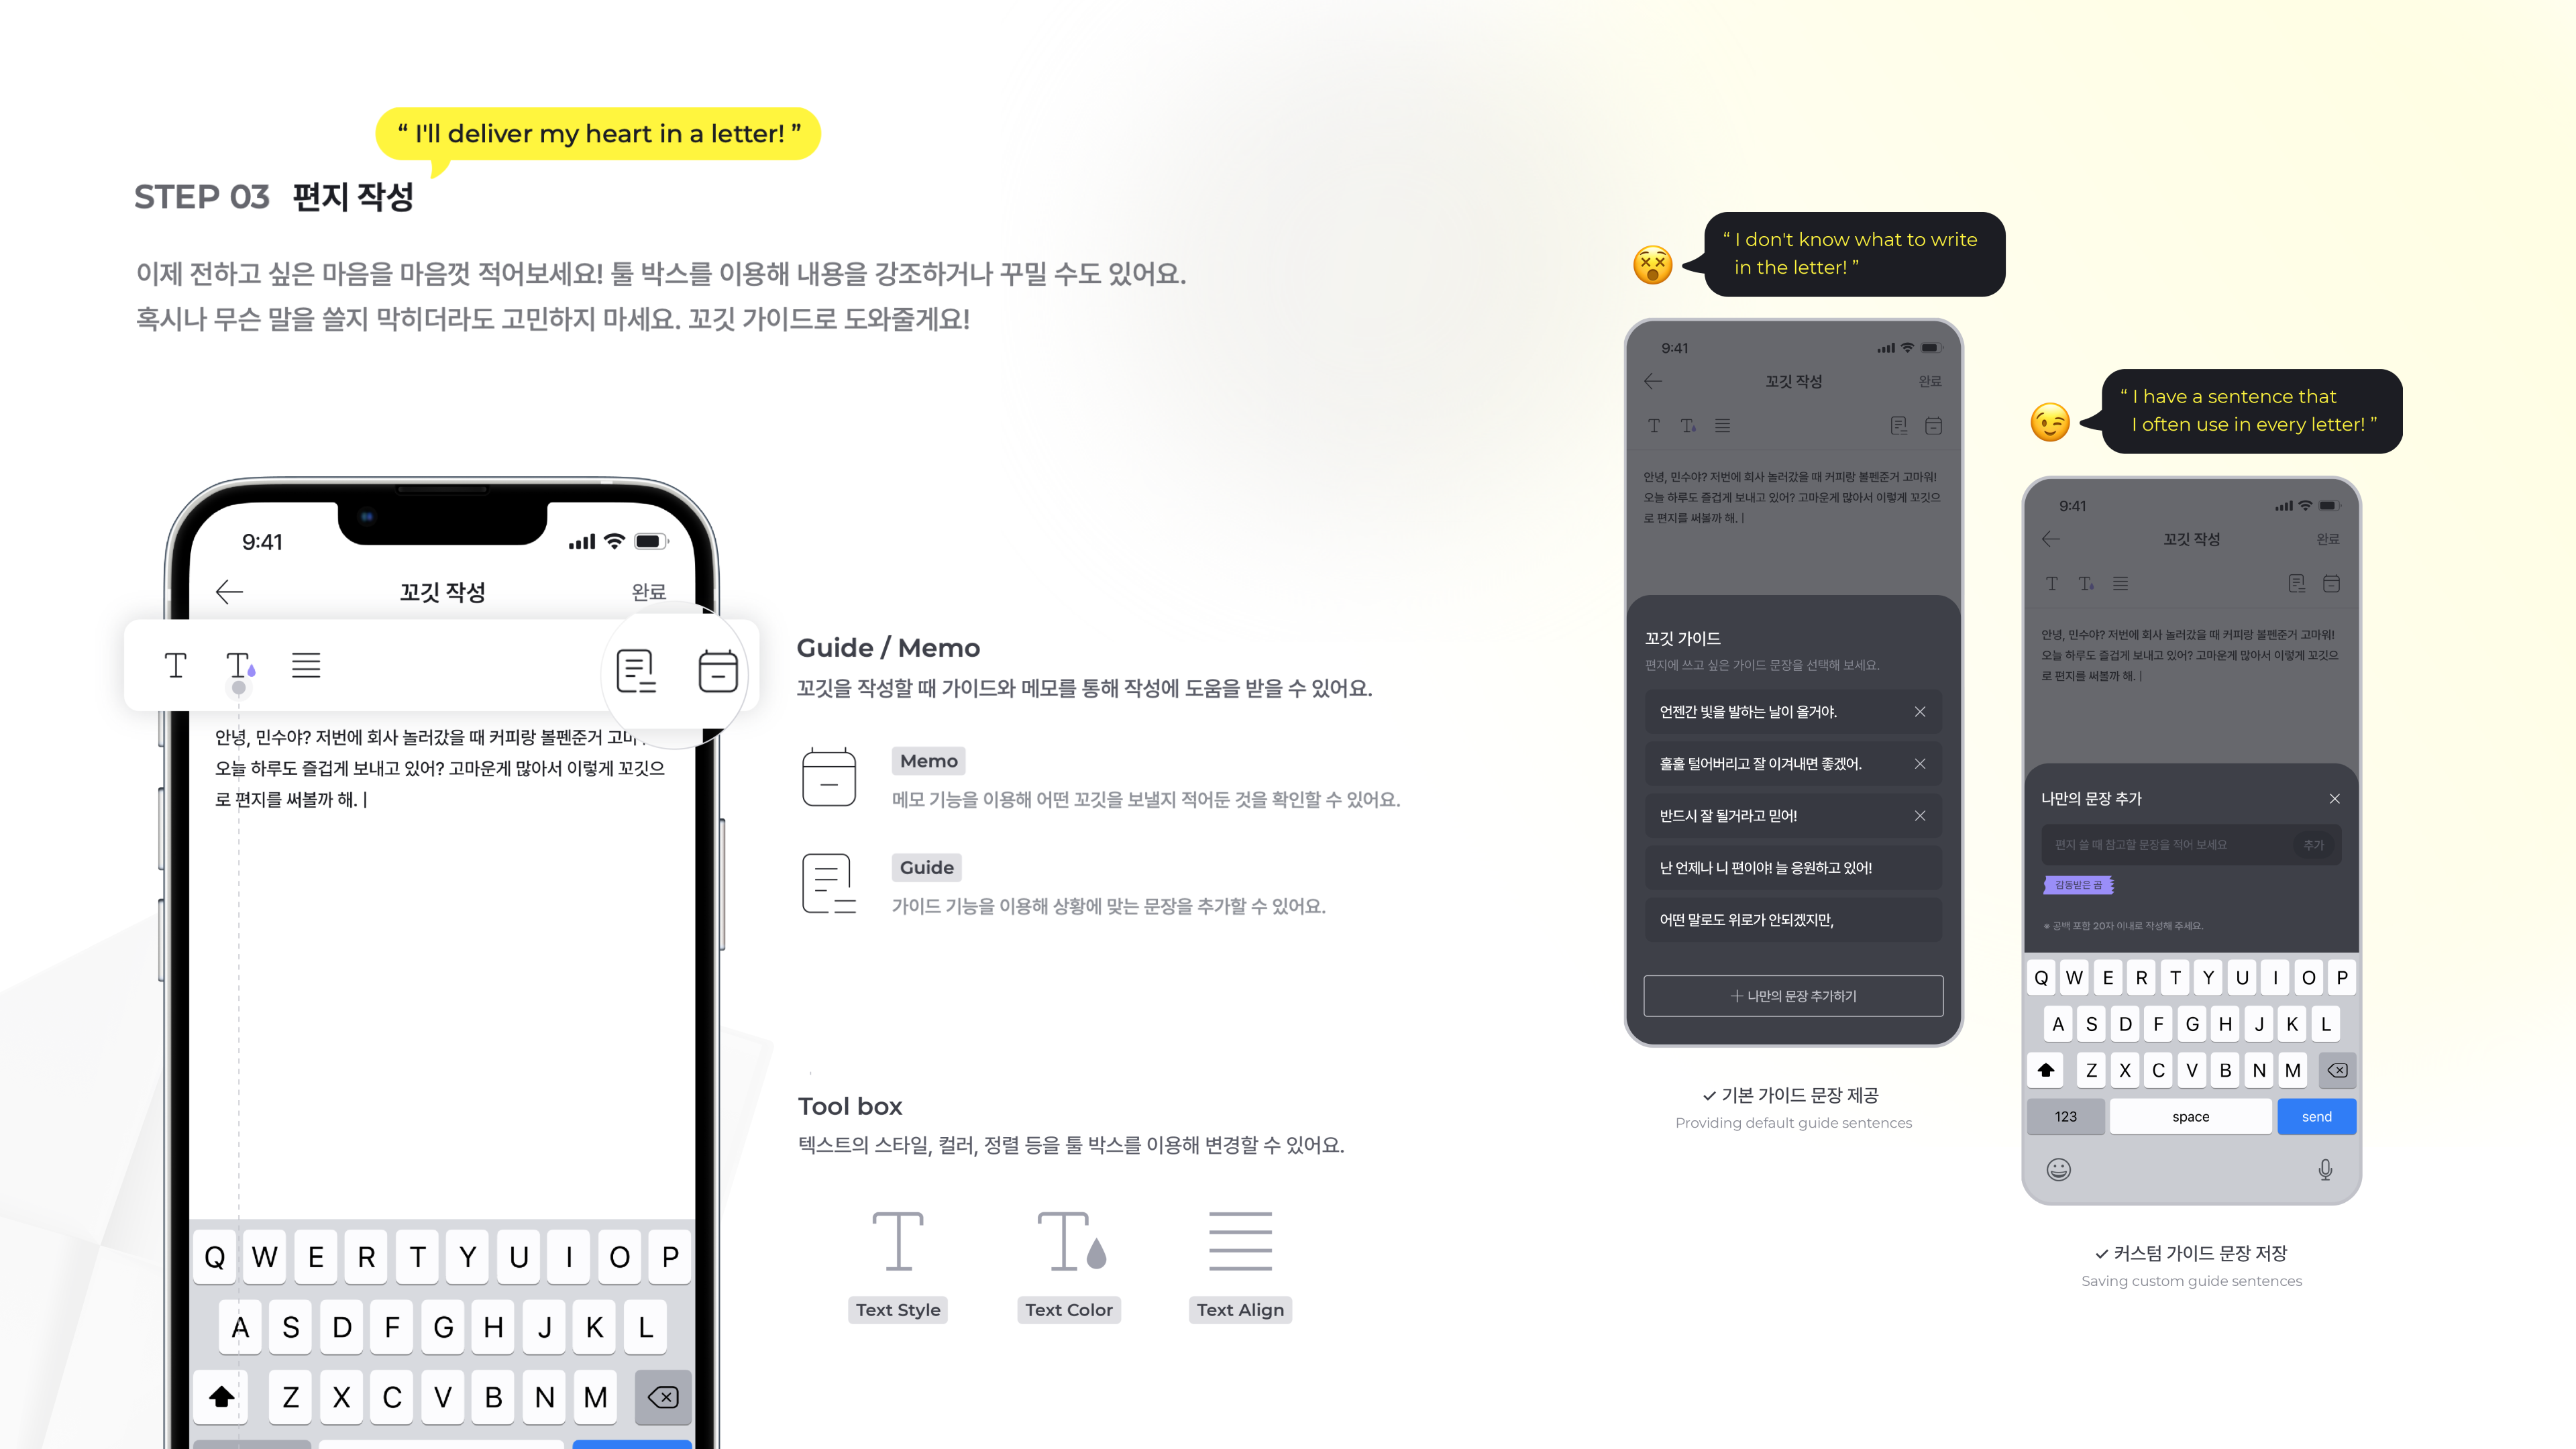 “ I'll deliver my heart in a letter! ”
STEP 03 편지 작성
이제 전하고 싶은 마음을 마음껏 적어보세요! 툴 박스를 이용해 내용을 강조하거나 꾸밀 수도 있어요.
혹시나 무슨 말을 쓸지 막히더라도 고민하지 마세요. 꼬깃 가이드로 도와줄게요!
9:41
꼬깃 작성
완료
안녕, 민수야? 저번에 회사 놀러갔을 때 커피랑 볼펜준거
오늘 하루도 즐겁게 보내고 있어? 고마운게 많아서 이렇게 꼬깃으
로 편지를 써볼까 해. |
Q W E R T Y U I O P
A S D F G H J K L
Z X C V B N M
Guide / Memo
꼬깃을 작성할 때 가이드와 메모를 통해 작성에 도움을 받을 수 있어요.
Memo
메모 기능을 이용해 어떤 꼬깃을 보낼지 적어둔 것을 확인할 수 있어요.
Guide
가이드 기능을 이용해 상황에 맞는 문장을 추가할 수 있어요.
Tool box
텍스트의 스타일, 컬러, 정렬 등을 툴 박스를 이용해 변경할 수 있어요.
Text Style
Text Color
Text Align
“ I don't know what to write
in the letter! ”
9:41
꼬깃 작성
완료
안녕, 민수야? 저번에 회사 놀러갔을 때 커피랑 볼펜준거 고마워!
오늘 하루도 즐겁게 보내고 있어? 고마운게 많아서 이렇게 꼬깃으
로 편지를 써볼까 해. |
꼬깃 가이드
편지에 쓰고 싶은 가이드 문장을 선택해 보세요.
언젠간 빛을 발하는 날이 올거야.
훌훌 털어버리고 잘 이겨내면 좋겠어.
반드시 잘 될거라고 믿어!
난 언제나 니 편이야! 늘 응원하고 있어!
어떤 말로도 위로가 안되겠지만,
+ 나만의 문장 추가하기
✓ 기본 가이드 문장 제공
Providing default guide sentences
“ I have a sentence that
I often use in every letter! ”
9:41
꼬깃 작성
완료
안녕, 민수야? 저번에 회사 놀러갔을 때 커피랑 볼펜준거 고마워!
오늘 하루도 즐겁게 보내고 있어? 고마운게 많아서 이렇게 꼬깃으
로 편지를 써볼까 해. |
나만의 문장 추가
편지 쓸 때 참고할 문장을 적어 보세요
추가
감동받은 곰
※ 공백 포함 20자 이내로 작성해 주세요.
Q W E R T Y U I O P
A S D F G H J K L
Z X C V B N M
123 space send
✓ 커스텀 가이드 문장 저장
Saving custom guide sentences